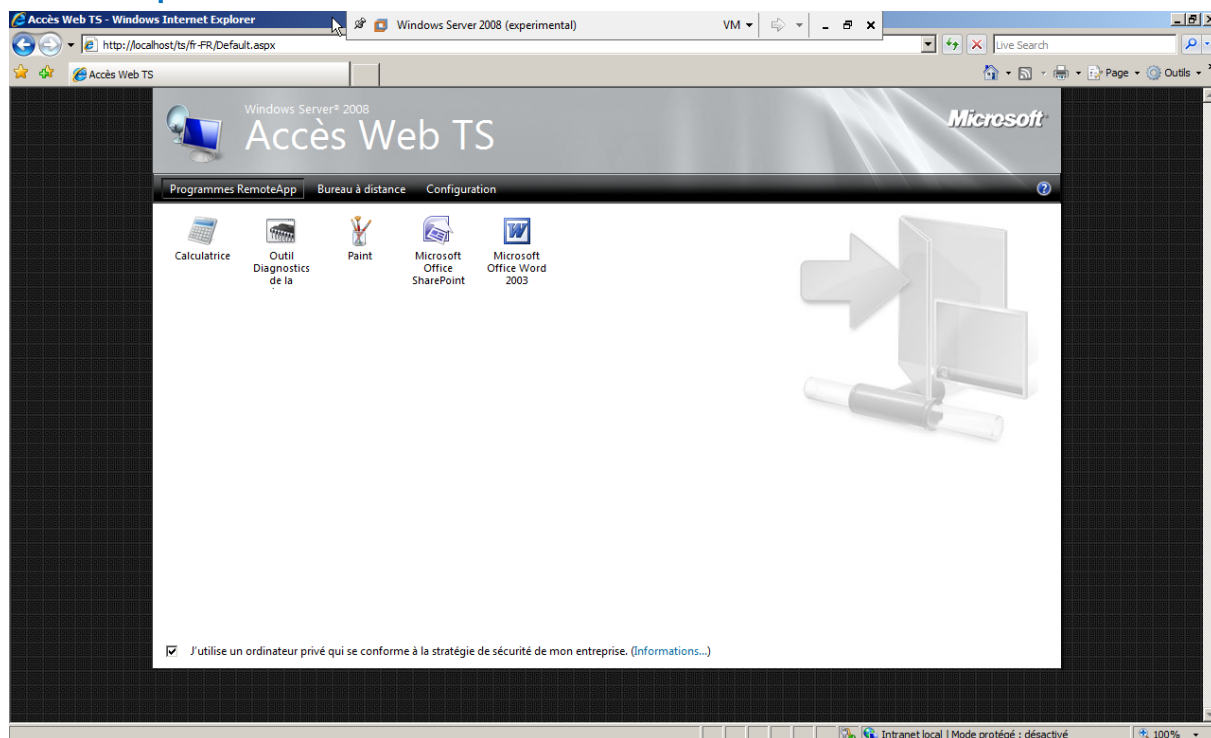 Accès Web TS - Windows Internet Explorer
Windows Server 2008 (experimental)
VM
http://localhost/ts/fr-FR/Default.aspx
Live Search
Accès Web TS
Page
Outils
Windows Server® 2008
Accès Web TS
Microsoft
Programmes RemoteApp Bureau à distance Configuration
Calculatrice
Outil
Diagnostics
de la
Paint
Microsoft
Office
SharePoint
Microsoft
Office Word
2003
J'utilise un ordinateur privé qui se conforme à la stratégie de sécurité de mon entreprise. (Informations...)
Intranet local | Mode protégé : désactivé
100%